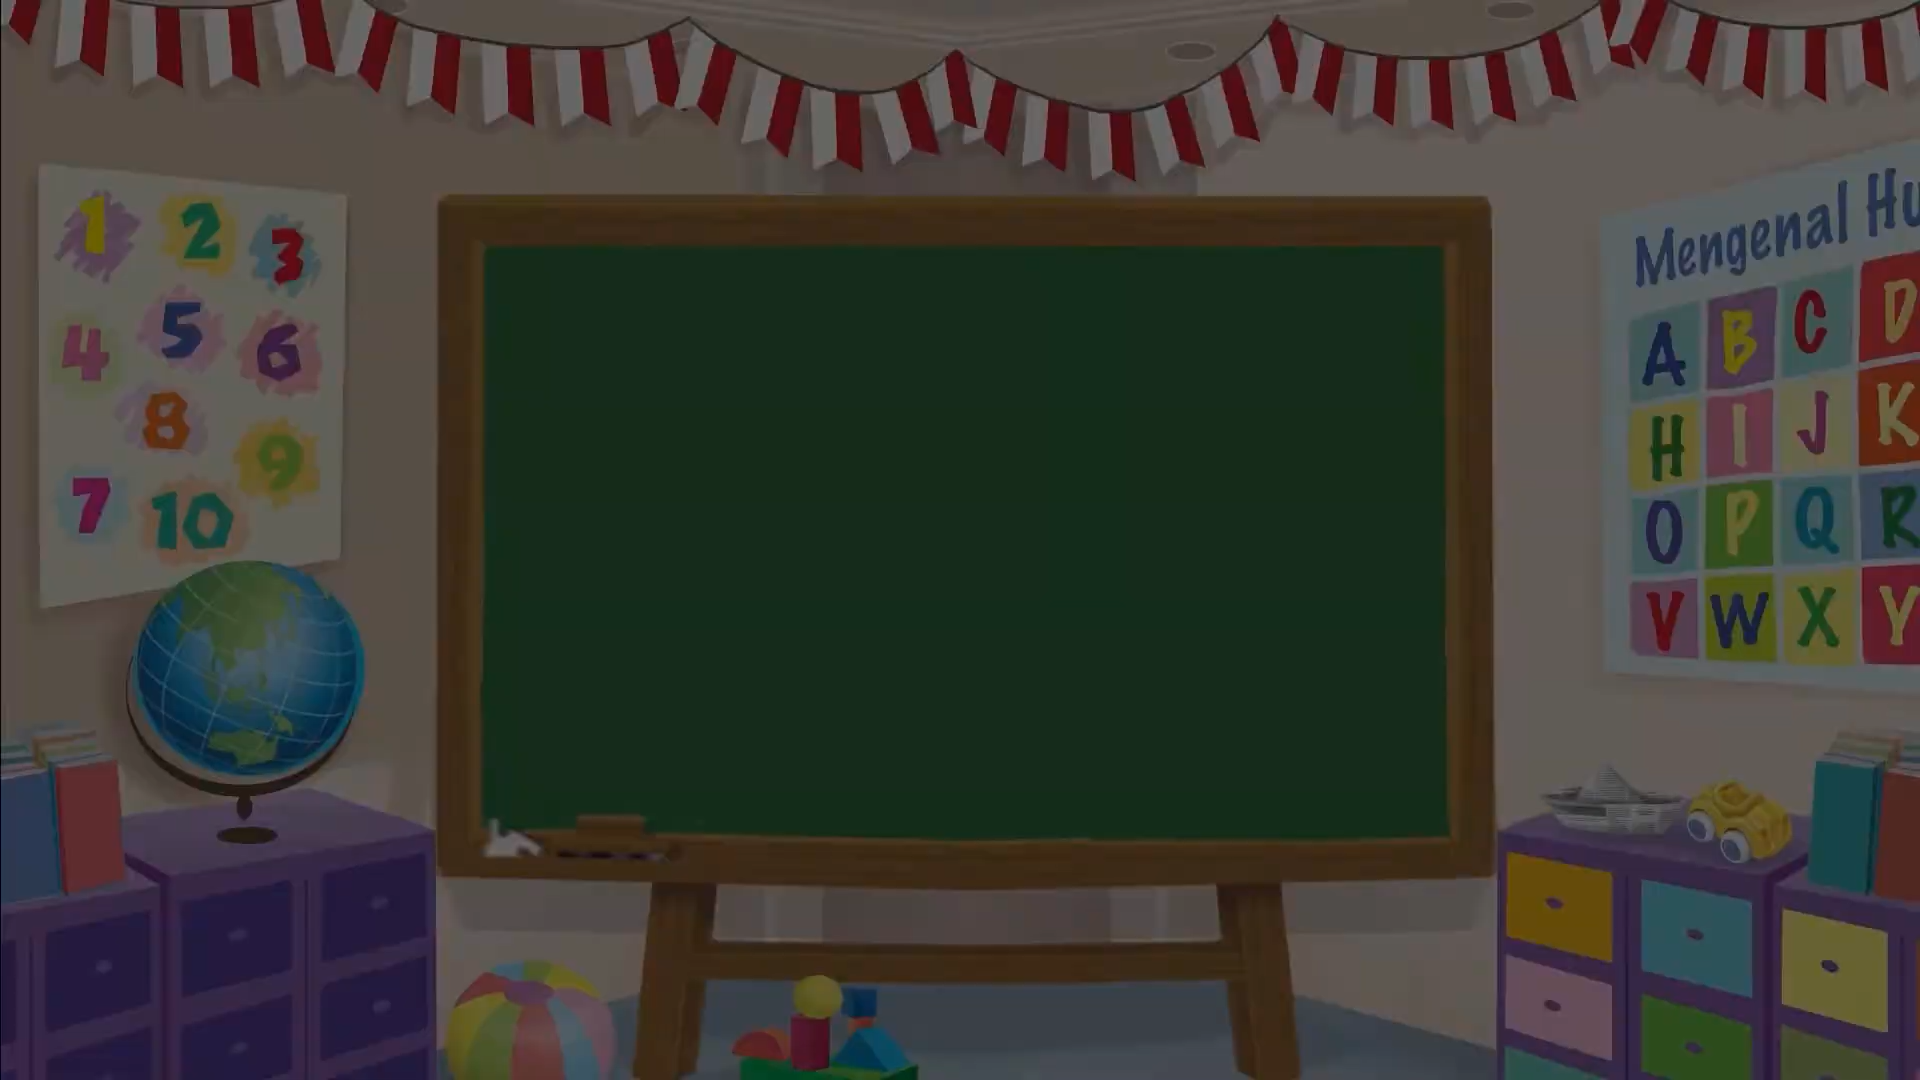 1 2 3
4 5 6
8 9
7 10
Mengenal Hu
A B C D
H I J K
O P Q R
V W X Y